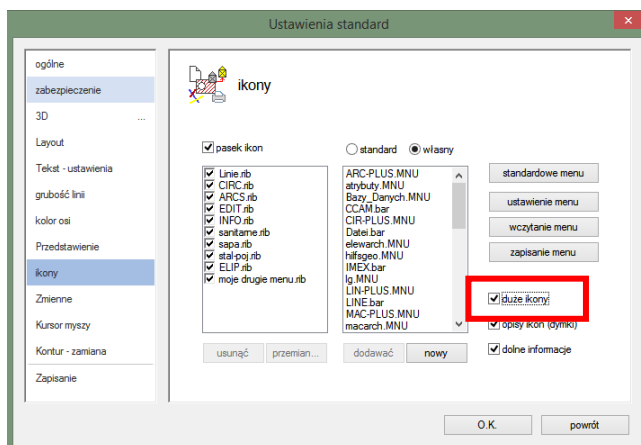 Ustawienia standard
ogólne
zabezpieczenie
3D ...
Layout
Tekst - ustawienia
grubość linii
kolor osi
Przedstawienie
ikony
Zmienne
Kursor myszy
Kontur - zamiana
Zapisanie
ikony
pasek ikon
standard własny
Linie.rib
CIRC.rib
ARCS.rib
EDIT.rib
INFO.rib
sanitarne.rib
sapa.rib
stal-poj.rib
ELIP.rib
moje drugie menu.rib
ARC-PLUS.MNU
atrybuty.MNU
Bazy_Danych.MNU
CCAM.bar
CIR-PLUS.MNU
Datei.bar
elewarch.MNU
hilfsgeo.MNU
IMEX.bar
lg.MNU
LIN-PLUS.MNU
LINE.bar
MAC-PLUS.MNU
macarch.MNU
usunąć przemian...
dodawać nowy
standardowe menu
ustawienie menu
wczytanie menu
zapisanie menu
duże ikony
opisy ikon (dymki)
dolne informacje
O.K. powrót